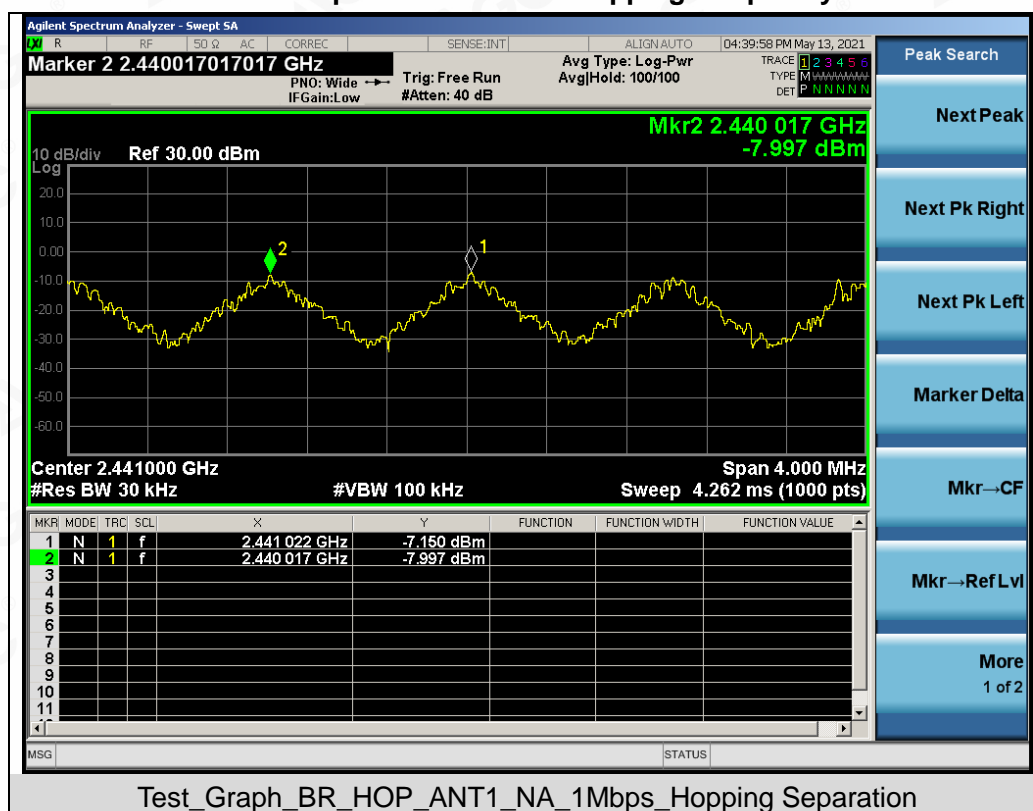 Agilent Spectrum Analyzer - Swept SA
LXI R RF 50 Ω AC CORREC SENSE:INT ALIGNAUTO 04:39:58 PM May 13, 2021
Marker 2 2.440017017017 GHz
PNO: Wide
IFGain:Low
Trig: Free Run
#Atten: 40 dB
Avg Type: Log-Pwr
Avg|Hold: 100/100
TRACE 1 2 3 4 5 6
TYPE M
DET P N N N N N
Peak Search
Next Peak
Next Pk Right
Next Pk Left
Marker Delta
Mkr→CF
Mkr→Ref Lvl
More
1 of 2
Mkr2 2.440 017 GHz
-7.997 dBm
10 dB/div Ref 30.00 dBm
Log
20.0
10.0
0.00
-10.0
-20.0
-30.0
-40.0
-50.0
-60.0
2
1
Center 2.441000 GHz Span 4.000 MHz
#Res BW 30 kHz #VBW 100 kHz Sweep 4.262 ms (1000 pts)
MKR MODE TRC SCL X Y FUNCTION FUNCTION WIDTH FUNCTION VALUE
1 N 1 f 2.441 022 GHz -7.150 dBm
2 N 1 f 2.440 017 GHz -7.997 dBm
3
4
5
6
7
8
9
10
11
MSG STATUS
Test_Graph_BR_HOP_ANT1_NA_1Mbps_Hopping Separation